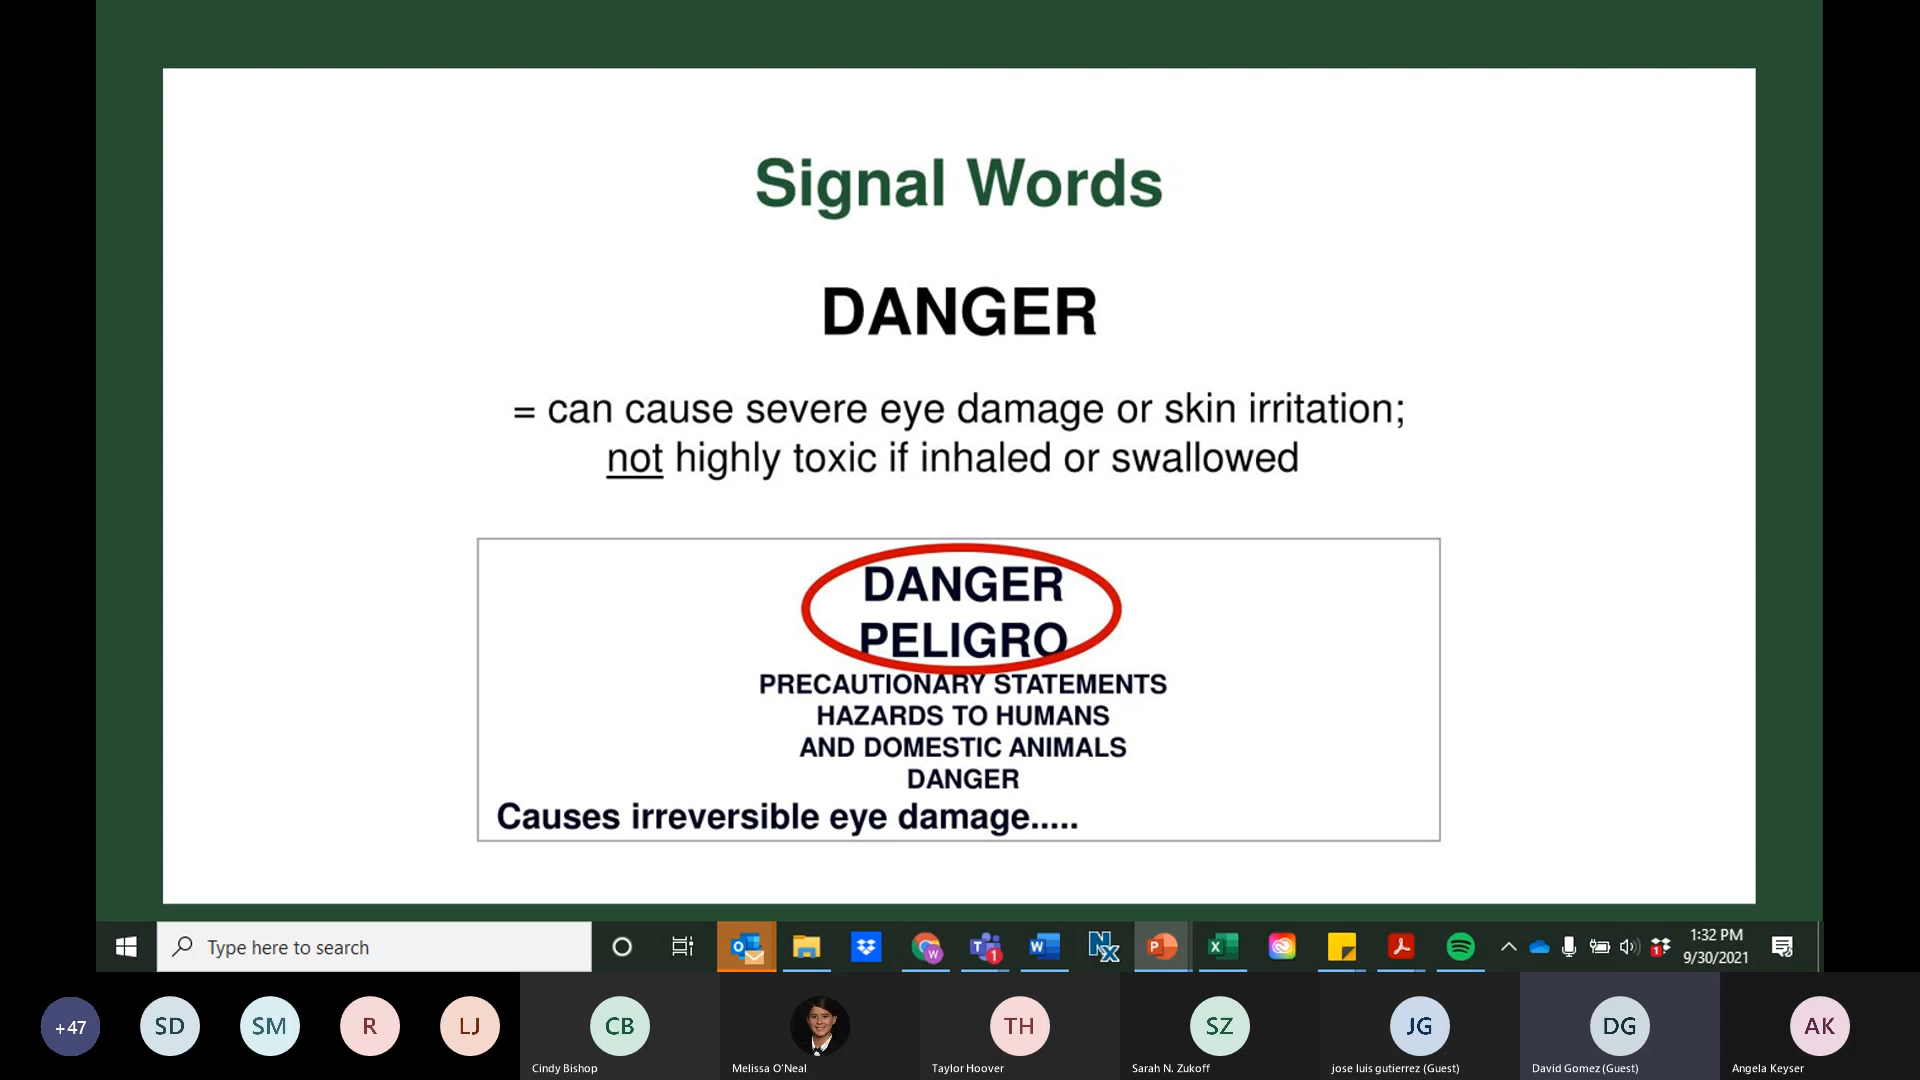 Signal Words
DANGER
= can cause severe eye damage or skin irritation;
not highly toxic if inhaled or swallowed
DANGER
PELIGRO
PRECAUTIONARY STATEMENTS
HAZARDS TO HUMANS
AND DOMESTIC ANIMALS
DANGER
Causes irreversible eye damage.....
Type here to search
1:32 PM
9/30/2021
+47
SD
SM
R
LJ
CB
TH
SZ
JG
DG
AK
Cindy Bishop
Melissa O'Neal
Taylor Hoover
Sarah N. Zukoff
jose luis gutierrez (Guest)
David Gomez (Guest)
Angela Keyser